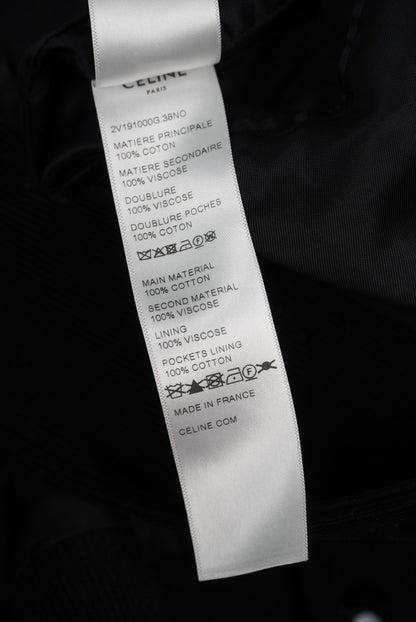 CELINE
PARIS
2V191000G.38NO
MATIERE PRINCIPALE
100% COTON
MATIERE SECONDAIRE
100% VISCOSE
DOUBLURE
100% VISCOSE
DOUBLURE POCHES
100% COTON
MAIN MATERIAL
100% COTTON
SECOND MATERIAL
100% VISCOSE
LINING
100% VISCOSE
POCKETS LINING
100% COTTON
MADE IN FRANCE
CELINE.COM